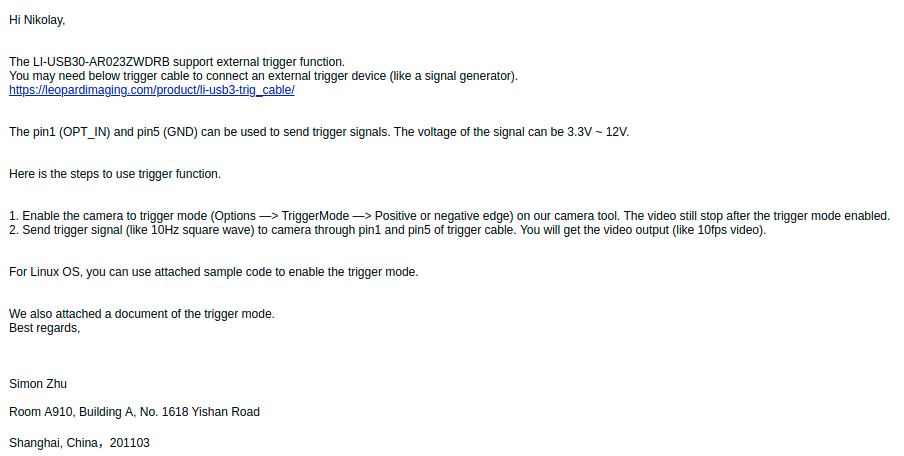 Hi Nikolay,
The LI-USB30-AR023ZWDRB support external trigger function.
You may need below trigger cable to connect an external trigger device (like a signal generator).
https://leopardimaging.com/product/li-usb3-trig_cable/
The pin1 (OPT_IN) and pin5 (GND) can be used to send trigger signals. The voltage of the signal can be 3.3V ~ 12V.
Here is the steps to use trigger function.
1. Enable the camera to trigger mode (Options —> TriggerMode —> Positive or negative edge) on our camera tool. The video still stop after the trigger mode enabled.
2. Send trigger signal (like 10Hz square wave) to camera through pin1 and pin5 of trigger cable. You will get the video output (like 10fps video).
For Linux OS, you can use attached sample code to enable the trigger mode.
We also attached a document of the trigger mode.
Best regards,
Simon Zhu
Room A910, Building A, No. 1618 Yishan Road
Shanghai, China，201103